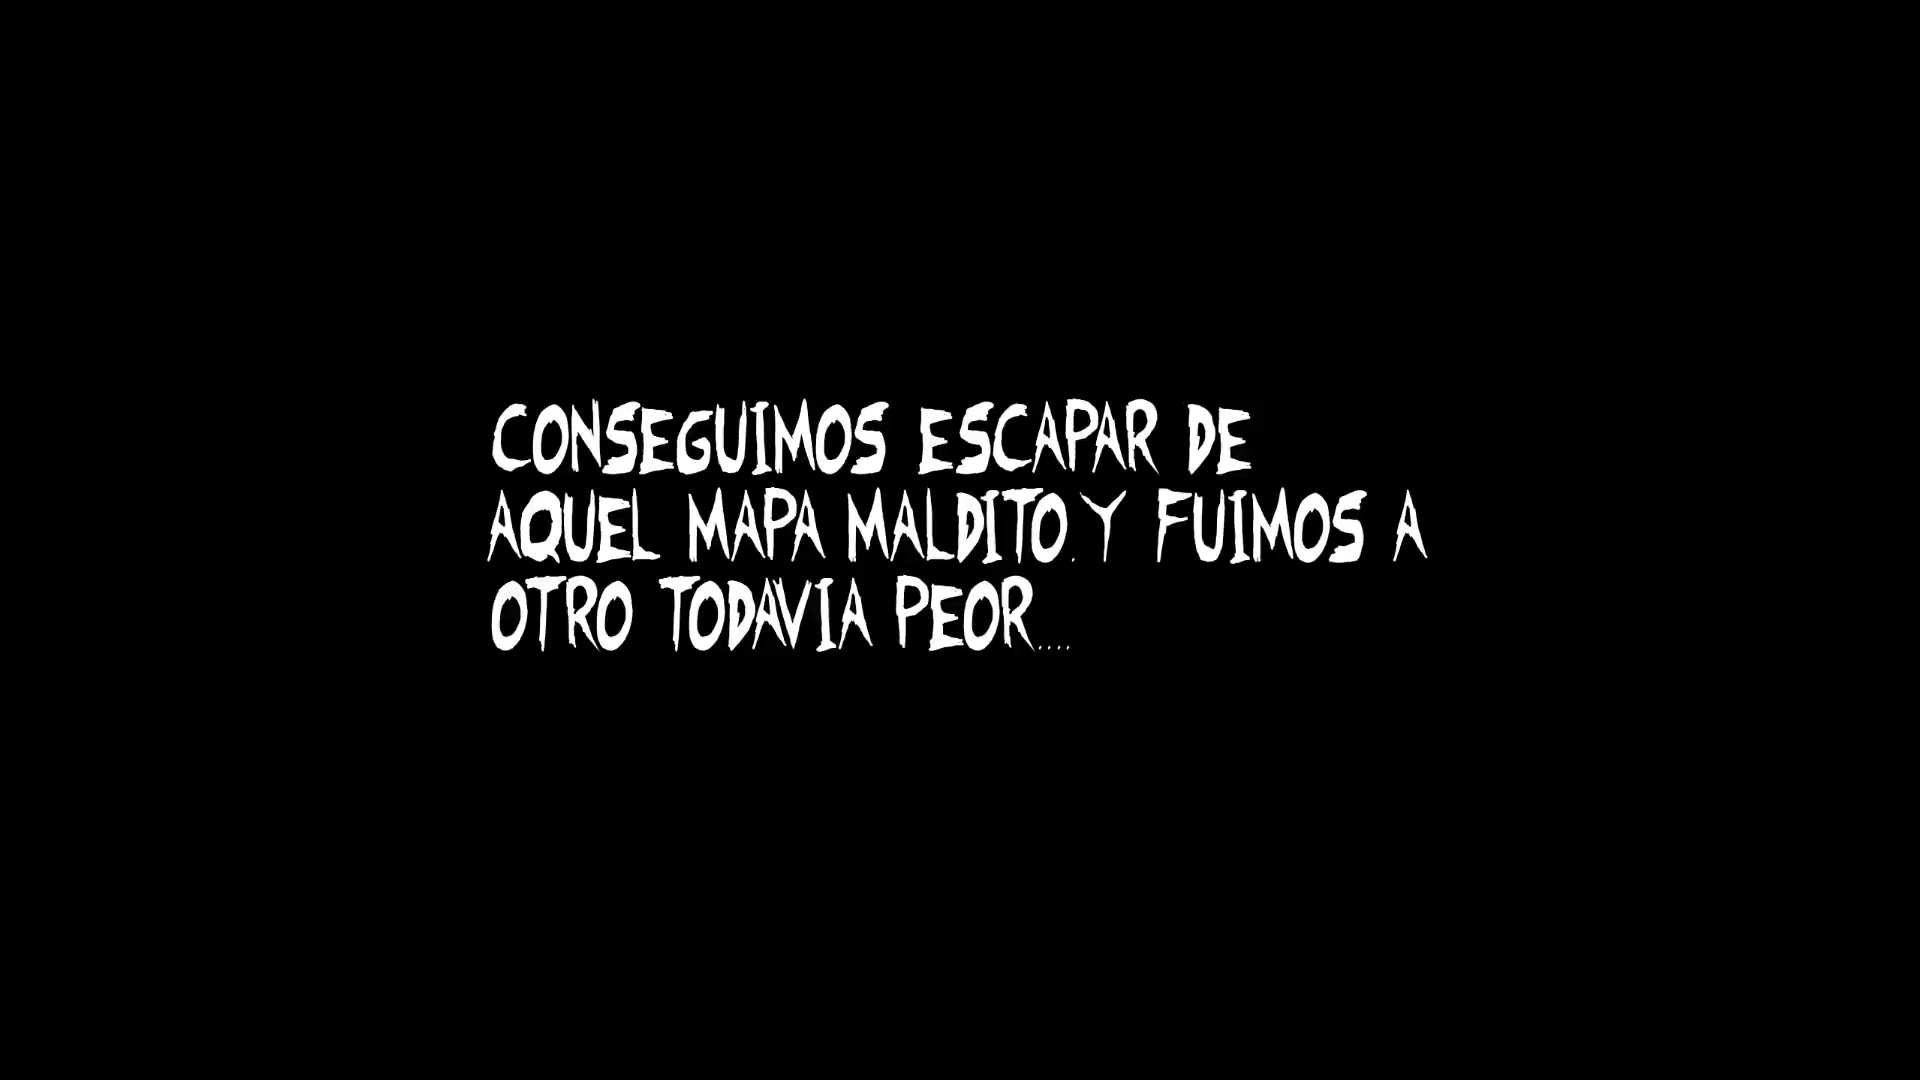 CONSEGUIMOS ESCAPAR DE
AQUEL MAPA MALDITO.Y FUIMOS A
OTRO TODAVIA PEOR....